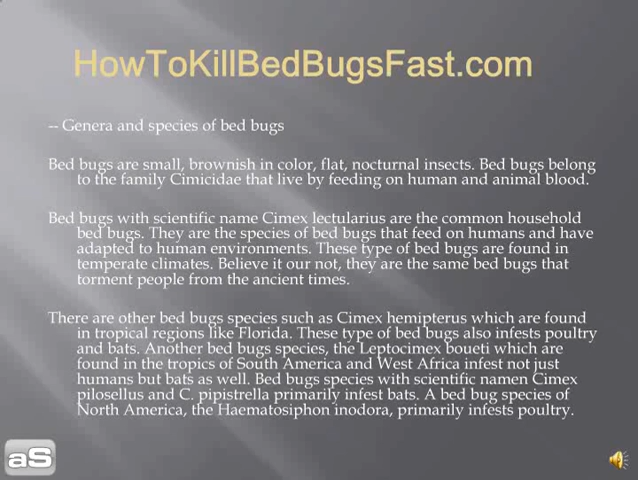 HowToKillBedBugsFast.com
-- Genera and species of bed bugs
Bed bugs are small, brownish in color, flat, nocturnal insects. Bed bugs belong
to the family Cimicidae that live by feeding on human and animal blood.
Bed bugs with scientific name Cimex lectularius are the common household
bed bugs. They are the species of bed bugs that feed on humans and have
adapted to human environments. These type of bed bugs are found in
temperate climates. Believe it our not, they are the same bed bugs that
torment people from the ancient times.
There are other bed bugs species such as Cimex hemipterus which are found
in tropical regions like Florida. These type of bed bugs also infests poultry
and bats. Another bed bugs species, the Leptocimex boueti which are
found in the tropics of South America and West Africa infest not just
humans but bats as well. Bed bugs species with scientific namen Cimex
pilosellus and C. pipistrella primarily infest bats. A bed bug species of
North America, the Haematosiphon inodora, primarily infests poultry.
aS